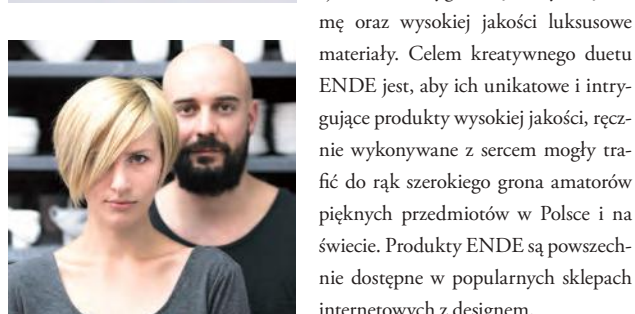 mę oraz wysokiej jakości luksusowe
materiały. Celem kreatywnego duetu
ENDE jest, aby ich unikatowe i intry-
gujące produkty wysokiej jakości, ręcz-
nie wykonywane z sercem mogły tra-
fić do rąk szerokiego grona amatorów
pięknych przedmiotów w Polsce i na
świecie. Produkty ENDE są powszech-
nie dostępne w popularnych sklepach
internetowych z designem